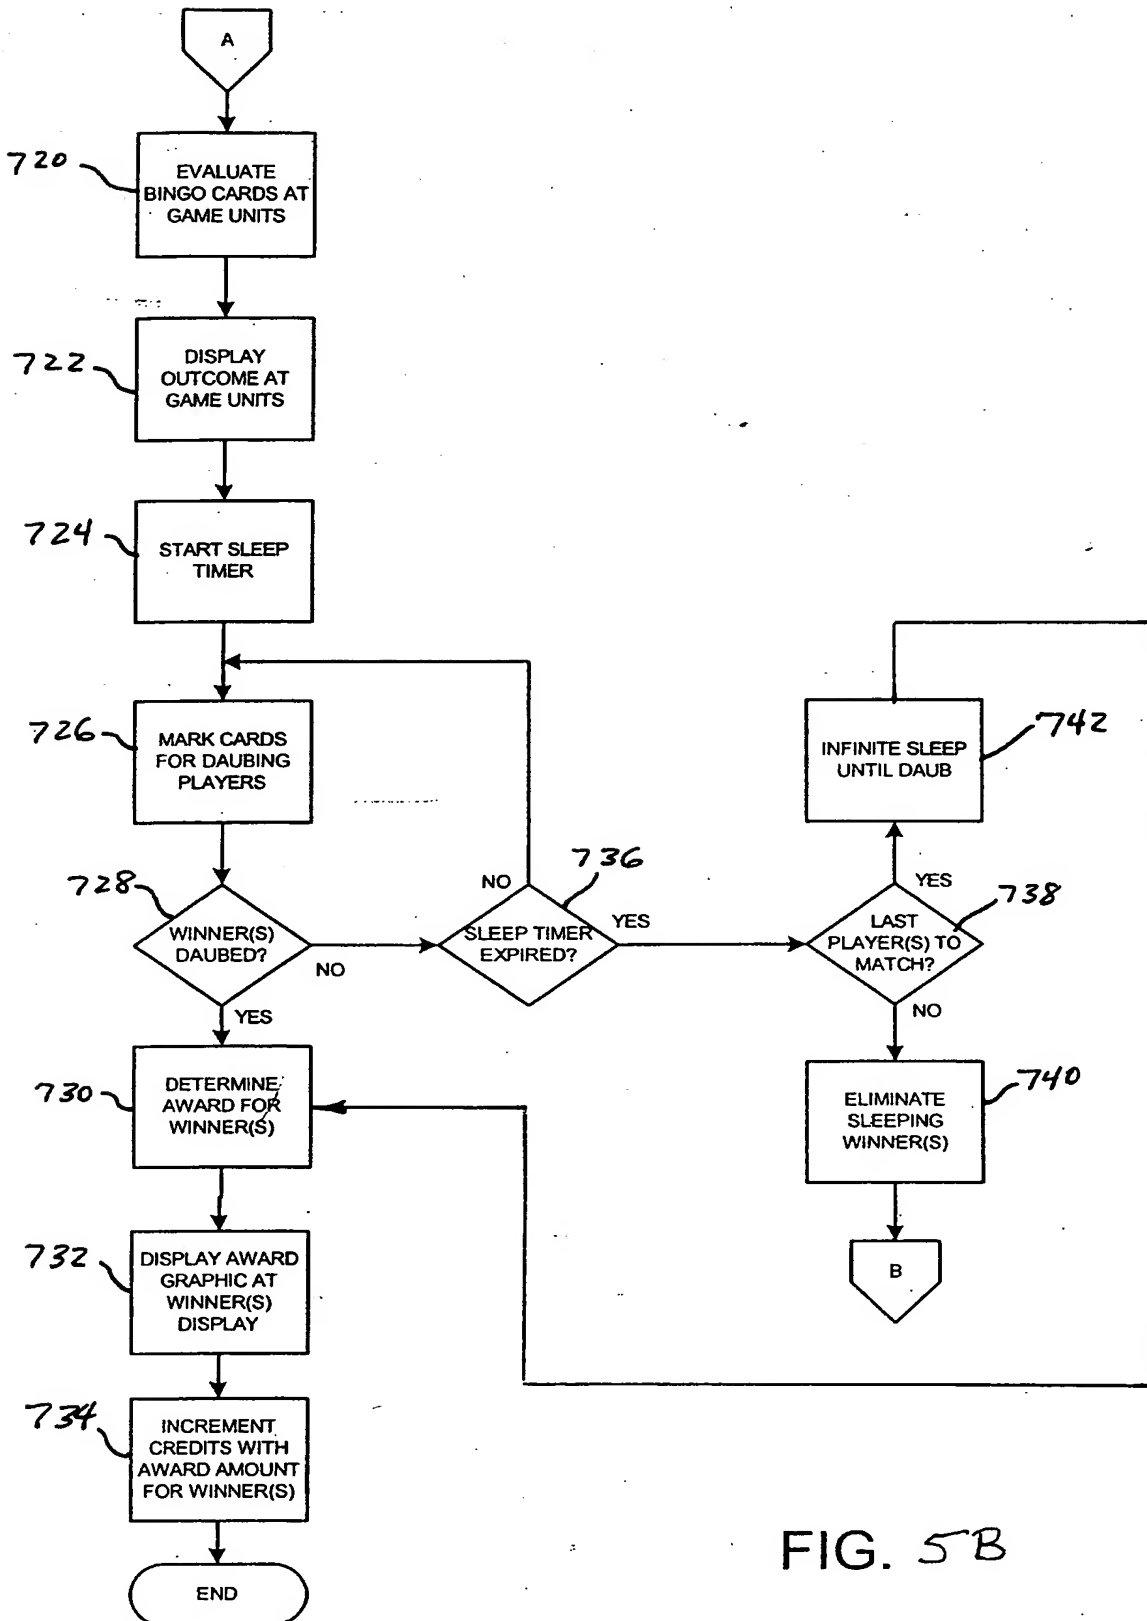 A
720
EVALUATE
BINGO CARDS AT
GAME UNITS
722
DISPLAY
OUTCOME AT
GAME UNITS
724
START SLEEP
TIMER
726
MARK CARDS
FOR DAUBING
PLAYERS
728
WINNER(S)
DAUBED?
NO
YES
736
NO
SLEEP TIMER
EXPIRED?
YES
742
INFINITE SLEEP
UNTIL DAUB
YES
738
LAST
PLAYER(S) TO
MATCH?
NO
740
ELIMINATE
SLEEPING
WINNER(S)
B
730
DETERMINE
AWARD FOR
WINNER(S)
732
DISPLAY AWARD
GRAPHIC AT
WINNER(S)
DISPLAY
734
INCREMENT
CREDITS WITH
AWARD AMOUNT
FOR WINNER(S)
END
FIG. 5B